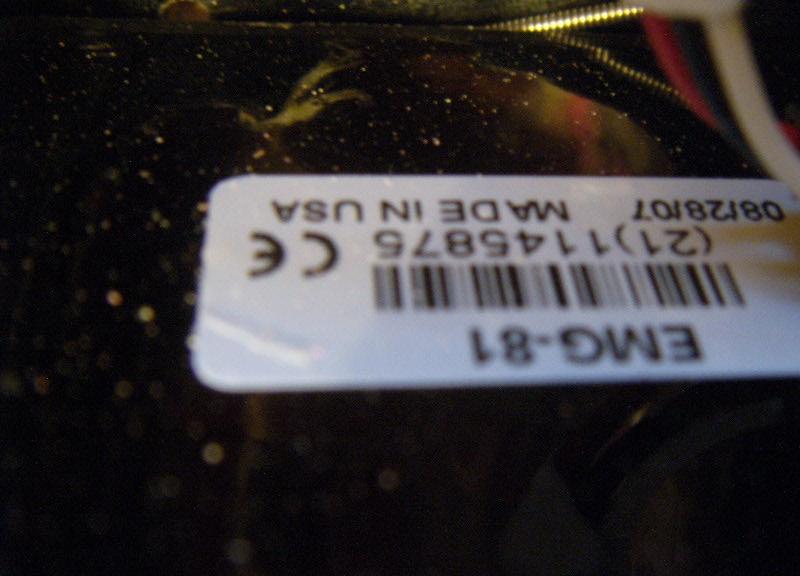 EMG-81
(21)1145875 CE
08/28/07 MADE IN USA